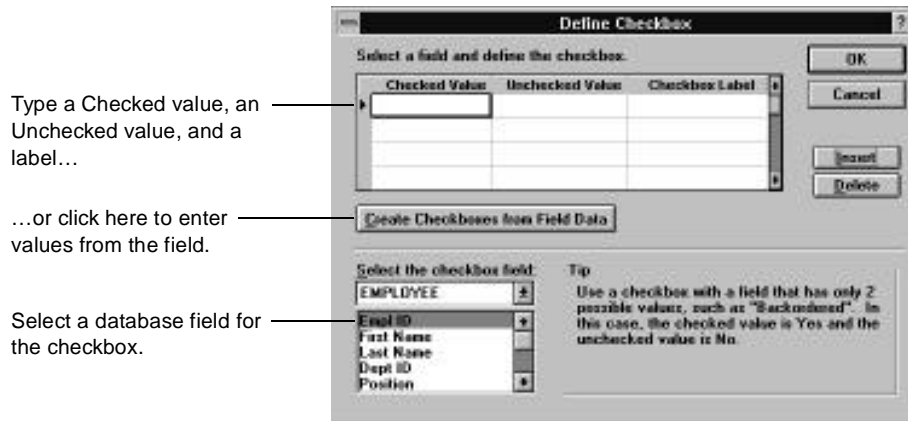 Define Checkbox
?
Select a field and define the checkbox.
OK
Cancel
Checked Value Unchecked Value Checkbox Label
Type a Checked value, an
Unchecked value, and a
label…
Insert
Delete
…or click here to enter
values from the field.
Create Checkboxes from Field Data
Select the checkbox field:
EMPLOYEE
Select a database field for
the checkbox.
Empl ID
First Name
Last Name
Dept ID
Position
Tip
Use a checkbox with a field that has only 2
possible values, such as "Backordered". In
this case, the checked value is Yes and the
unchecked value is No.